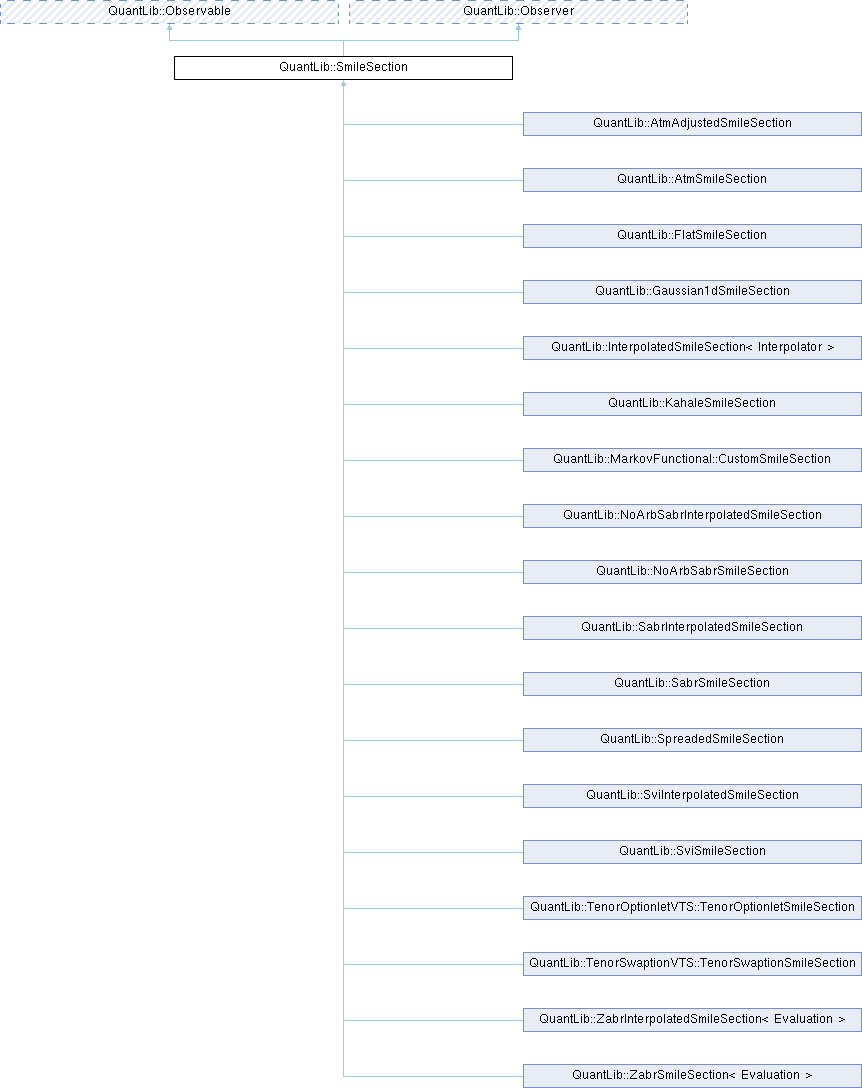 QuantLib::Observable
QuantLib::Observer
QuantLib::SmileSection
QuantLib::AtmAdjustedSmileSection
QuantLib::AtmSmileSection
QuantLib::FlatSmileSection
QuantLib::Gaussian1dSmileSection
QuantLib::InterpolatedSmileSection< Interpolator >
QuantLib::KahaleSmileSection
QuantLib::MarkovFunctional::CustomSmileSection
QuantLib::NoArbSabrInterpolatedSmileSection
QuantLib::NoArbSabrSmileSection
QuantLib::SabrInterpolatedSmileSection
QuantLib::SabrSmileSection
QuantLib::SpreadedSmileSection
QuantLib::SviInterpolatedSmileSection
QuantLib::SviSmileSection
QuantLib::TenorOptionletVTS::TenorOptionletSmileSection
QuantLib::TenorSwaptionVTS::TenorSwaptionSmileSection
QuantLib::ZabrInterpolatedSmileSection< Evaluation >
QuantLib::ZabrSmileSection< Evaluation >